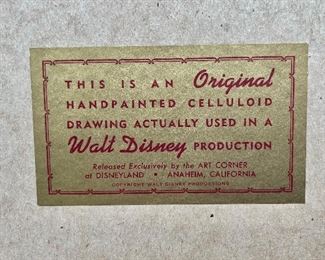 THIS IS AN Original
HANDPAINTED CELLULOID
DRAWING ACTUALLY USED IN A
Walt Disney PRODUCTION
Released Exclusively by the ART CORNER
at DISNEYLAND • ANAHEIM, CALIFORNIA
COPYRIGHT WALT DISNEY PRODUCTIONS